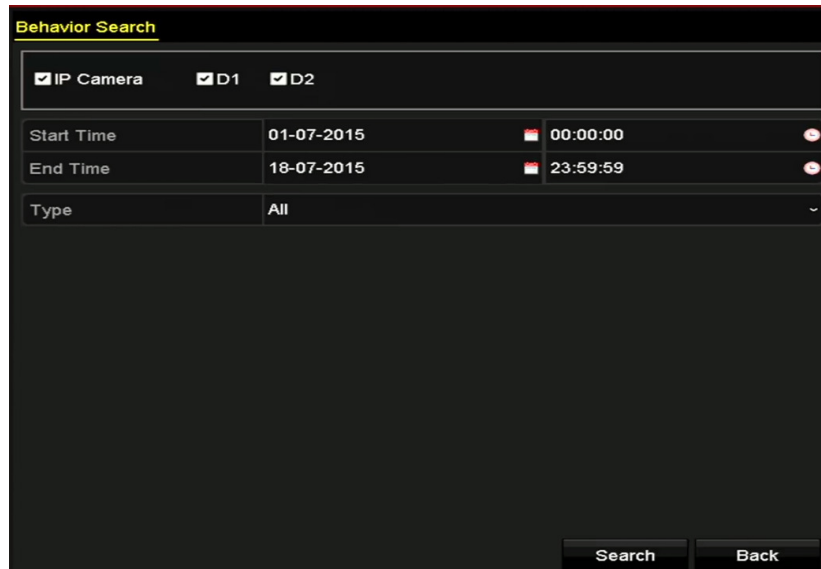 Behavior Search
IP Camera D1 D2
Start Time 01-07-2015 00:00:00
End Time 18-07-2015 23:59:59
Type All
Search Back